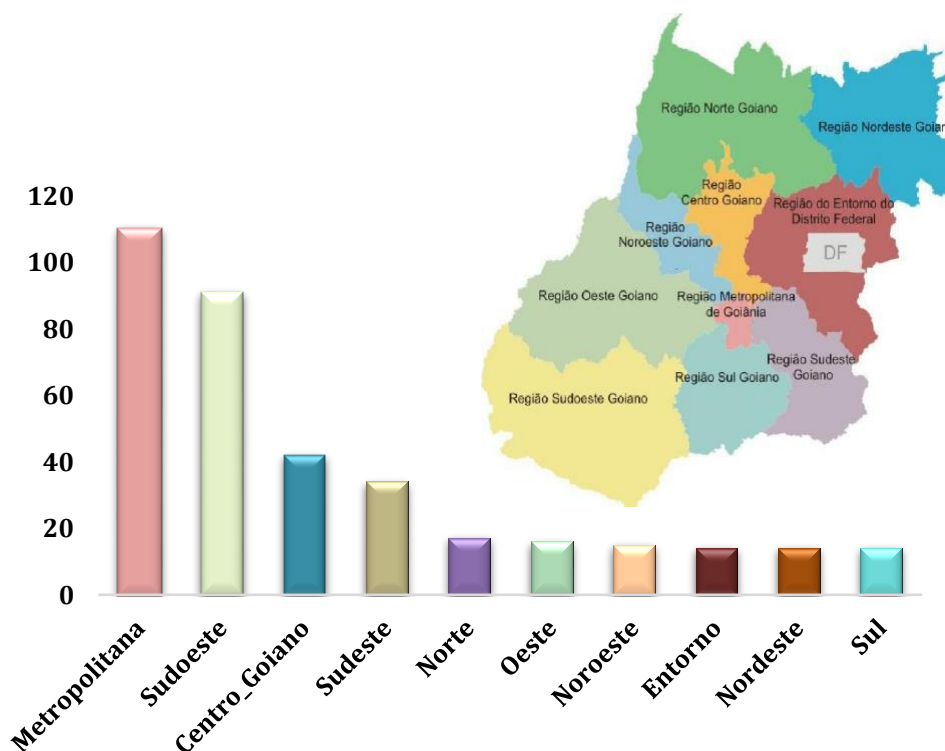 Região Norte Goiano
Região Nordeste Goian
Região
Centro Goiano
Região do Entorno do
Distrito Federal
Região
Noroeste Goiano
DF
Região Oeste Goiano
Região Metropolitana
de Goiânia
Região Sudeste
Goiano
Região Sul Goiano
Região Sudoeste Goiano
120
100
80
60
40
20
0
Metropolitana
Sudoeste
Centro_Goiano
Sudeste
Norte
Oeste
Noroeste
Entorno
Nordeste
Sul